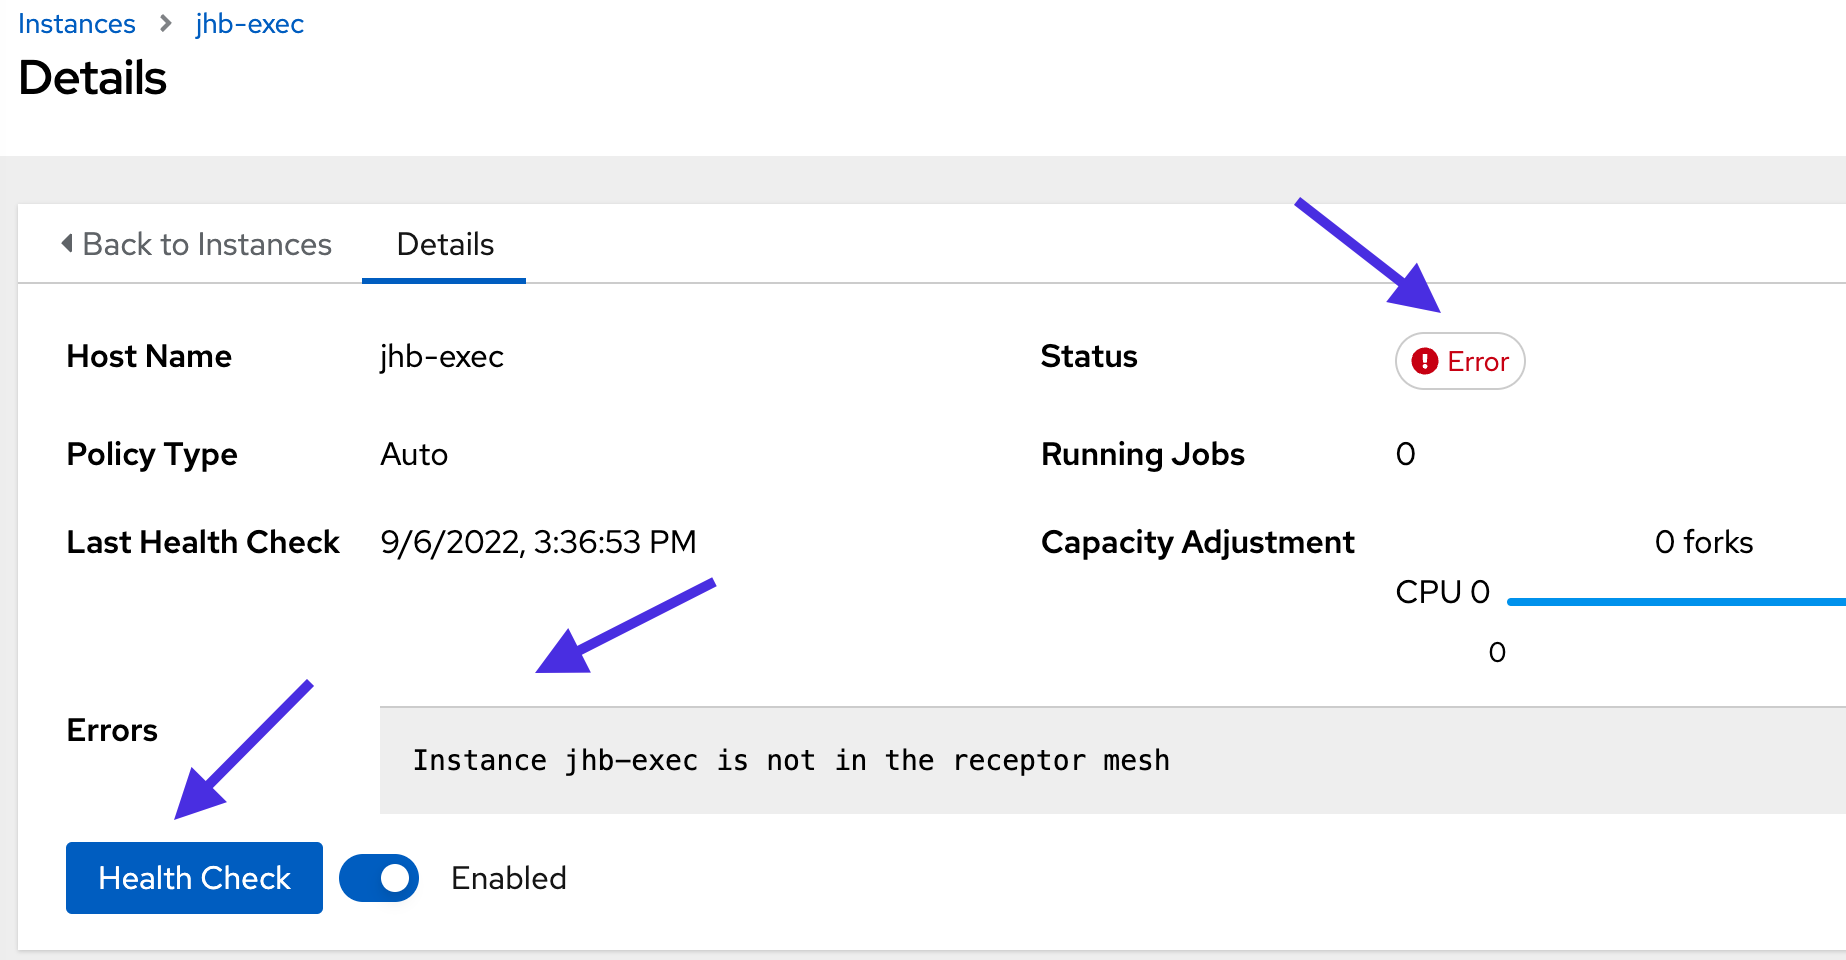 Instances > jhb-exec
Details
Back to Instances Details
Host Name jhb-exec Status Error
Policy Type Auto Running Jobs 0
Last Health Check 9/6/2022, 3:36:53 PM Capacity Adjustment 0 forks
CPU 0
0
Errors
Instance jhb-exec is not in the receptor mesh
Health Check Enabled